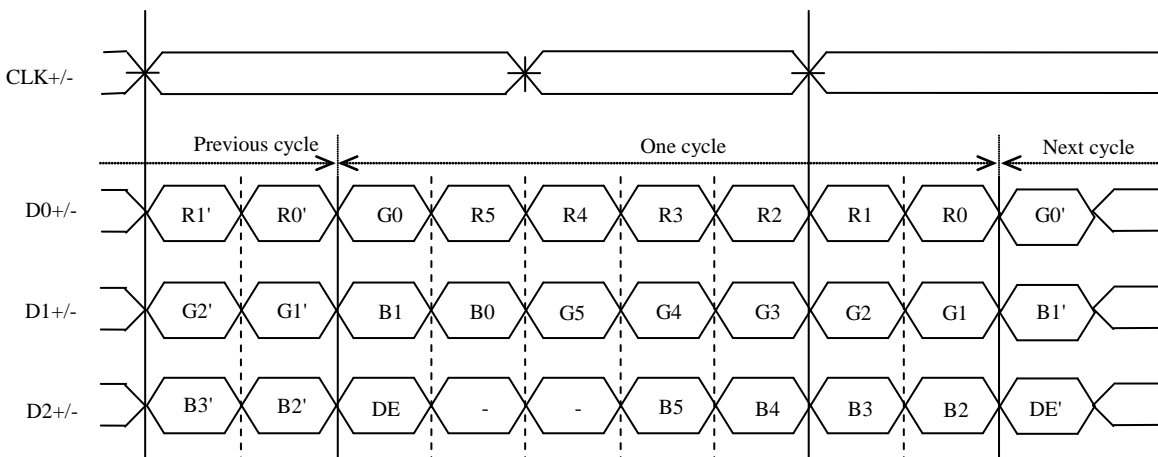 CLK+/-
Previous cycle One cycle Next cycle
D0+/- R1' R0' G0 R5 R4 R3 R2 R1 R0 G0'
D1+/- G2' G1' B1 B0 G5 G4 G3 G2 G1 B1'
D2+/- B3' B2' DE - - B5 B4 B3 B2 DE'